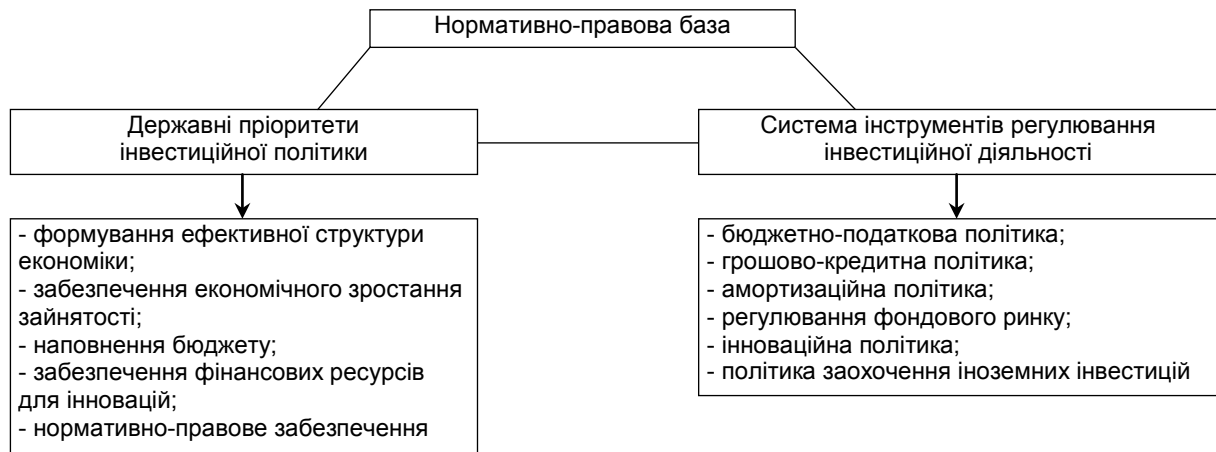 Нормативно-правова база
Державні пріоритети
інвестиційної політики
Система інструментів регулювання
інвестиційної діяльності
- формування ефективної структури
економіки;
- забезпечення економічного зростання
зайнятості;
- наповнення бюджету;
- забезпечення фінансових ресурсів
для інновацій;
- нормативно-правове забезпечення
- бюджетно-податкова політика;
- грошово-кредитна політика;
- амортизаційна політика;
- регулювання фондового ринку;
- інноваційна політика;
- політика заохочення іноземних інвестицій